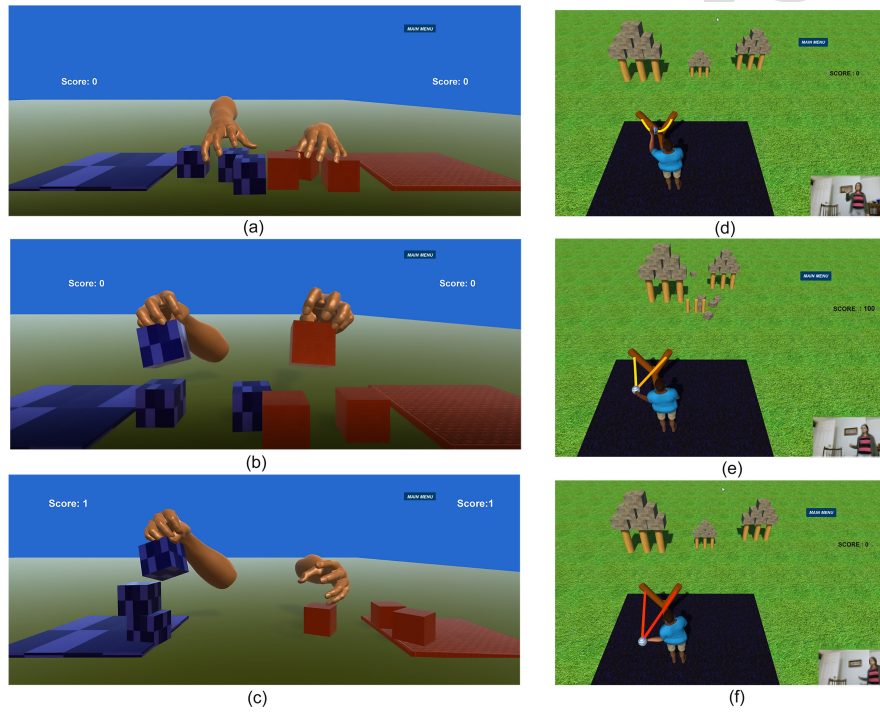 MAIN MENU
Score: 0
Score: 0
(a)
MAIN MENU
Score: 0
Score: 0
(b)
MAIN MENU
Score: 1
Score:1
(c)
MAIN MENU
SCORE : 0
(d)
MAIN MENU
SCORE : 100
(e)
MAIN MENU
SCORE : 0
(f)